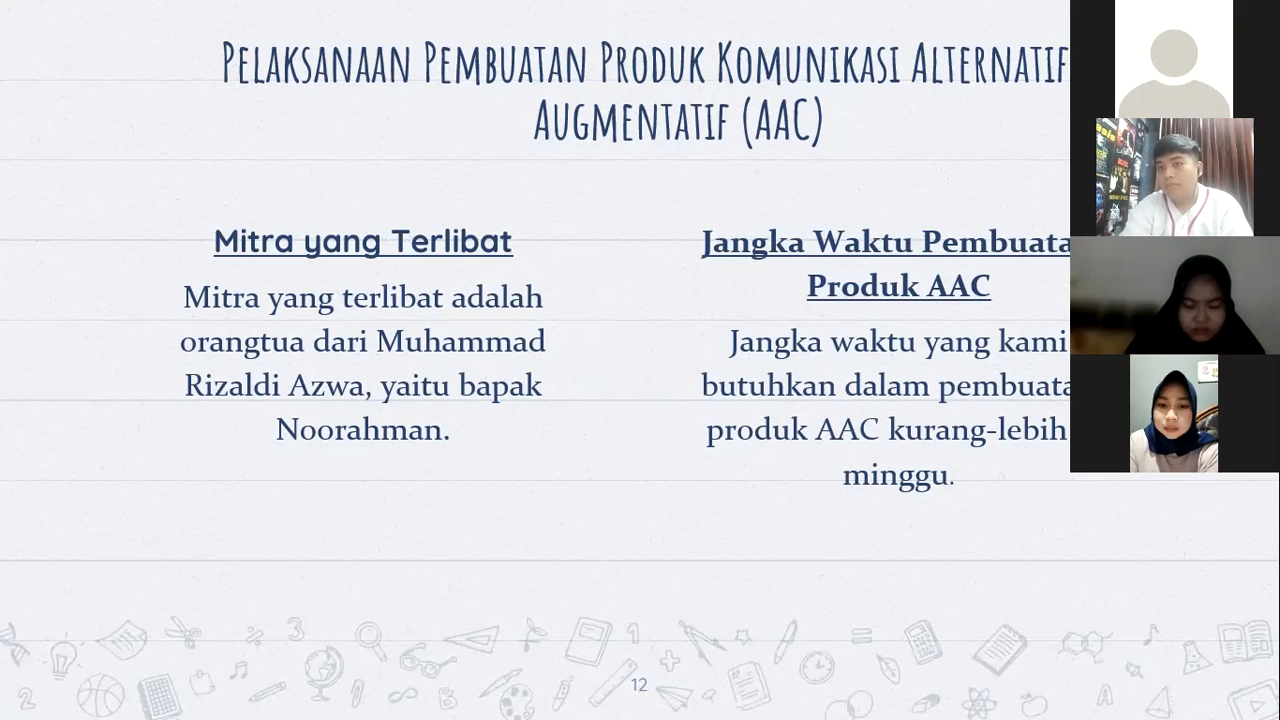 PELAKSANAAN PEMBUATAN PRODUK KOMUNIKASI ALTERNATIF
AUGMENTATIF (AAC)
Mitra yang Terlibat
Mitra yang terlibat adalah
orangtua dari Muhammad
Rizaldi Azwa, yaitu bapak
Noorahman.
Jangka Waktu
Produk AAC
Jangka waktu yang kami
butuhkan dalam
produk AAC kurang-lebih
minggu.
12